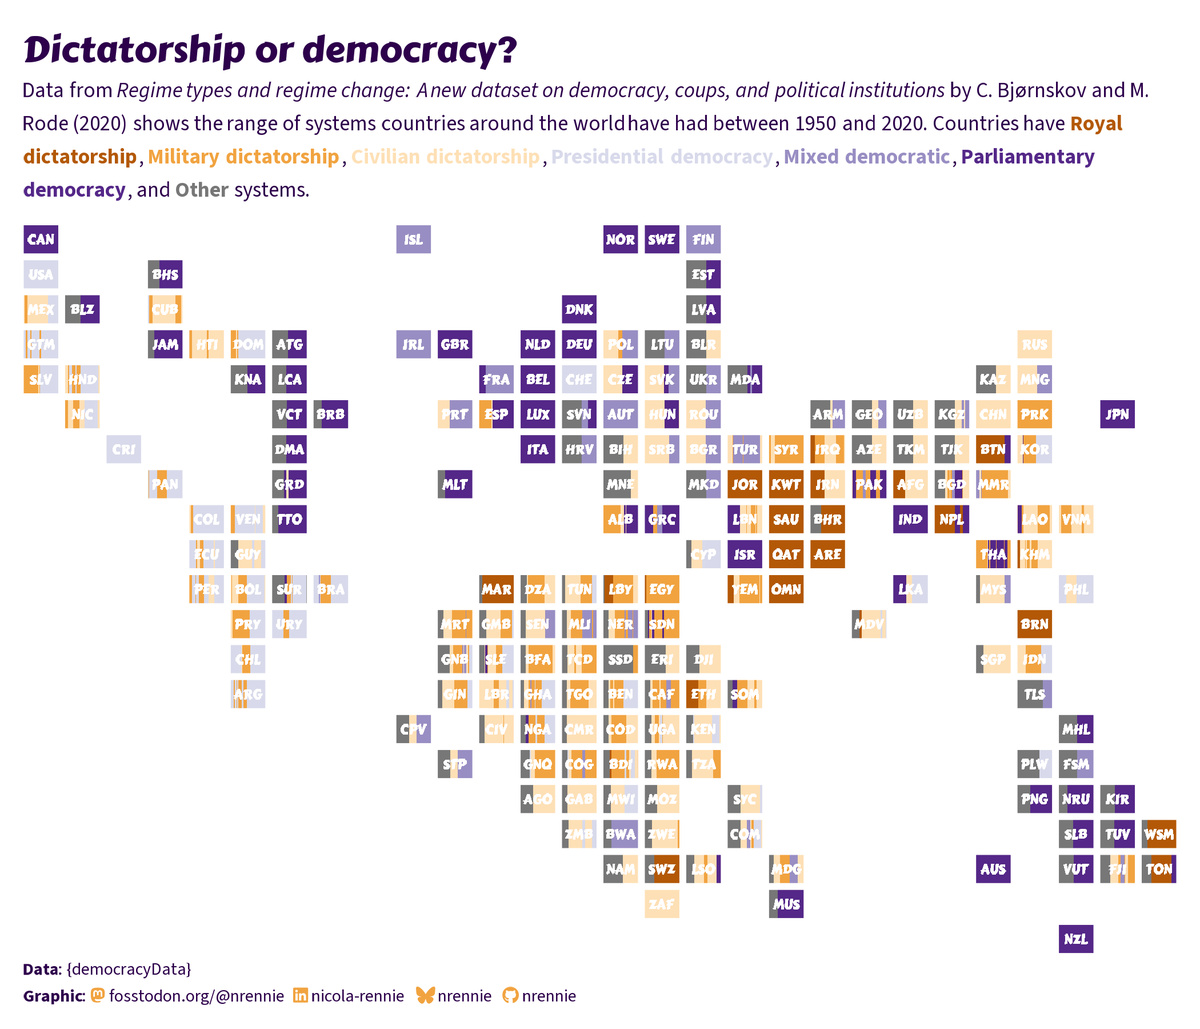 Dictatorship or democracy?
Data from Regime types and regime change: A new dataset on democracy, coups, and political institutions by C. Bjørnskov and M.
Rode (2020) shows the range of systems countries around the world have had between 1950 and 2020. Countries have Royal
dictatorship, Military dictatorship, Civilian dictatorship, Presidential democracy, Mixed democratic, Parliamentary
democracy, and Other systems.
CAN ISL NOR SWE FIN
USA BHS EST
MEX BLZ CUB DNK LVA
GTM JAM HTI DOM ATG IRL GBR NLD DEU POL LTU BLR RUS
SLV HND KNA LCA FRA BEL CHE CZE SVK UKR MDA KAZ MNG
NIC VCT BRB PRT ESP LUX SVN AUT HUN ROU ARM GEO UZB KGZ CHN PRK JPN
CRI DMA ITA HRV BIH SRB BGR TUR SYR IRQ AZE TKM TJK BTN KOR
PAN GRD MLT MNE MKD JOR KWT IRN PAK AFG BGD MMR
COL VEN TTO ALB GRC LBN SAU BHR IND NPL LAO VNM
ECU GUY CYP ISR QAT ARE THA KHM
PER BOL SUR BRA MAR DZA TUN LBY EGY YEM OMN LKA MYS PHL
PRY URY MRT GMB SEN MLI NER SDN MDV BRN
CHL GNB SLE BFA TCD SSD ERI DJI SGP IDN
ARG GIN LBR GHA TGO BEN CAF ETH SOM TLS
CPV CIV NGA CMR COD UGA KEN MHL
STP GNQ COG BDI RWA TZA PLW FSM
AGO GAB MWI MOZ SYC PNG NRU KIR
ZMB BWA ZWE COM SLB TUV WSM
NAM SWZ LSO MDG AUS VUT FJI TON
ZAF MUS
NZL
Data: {democracyData}
Graphic: fosstodon.org/@nrennie nicola-rennie nrennie nrennie